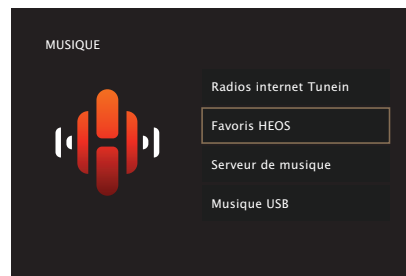 MUSIQUE
Radios internet Tunein
Favoris HEOS
Serveur de musique
Musique USB